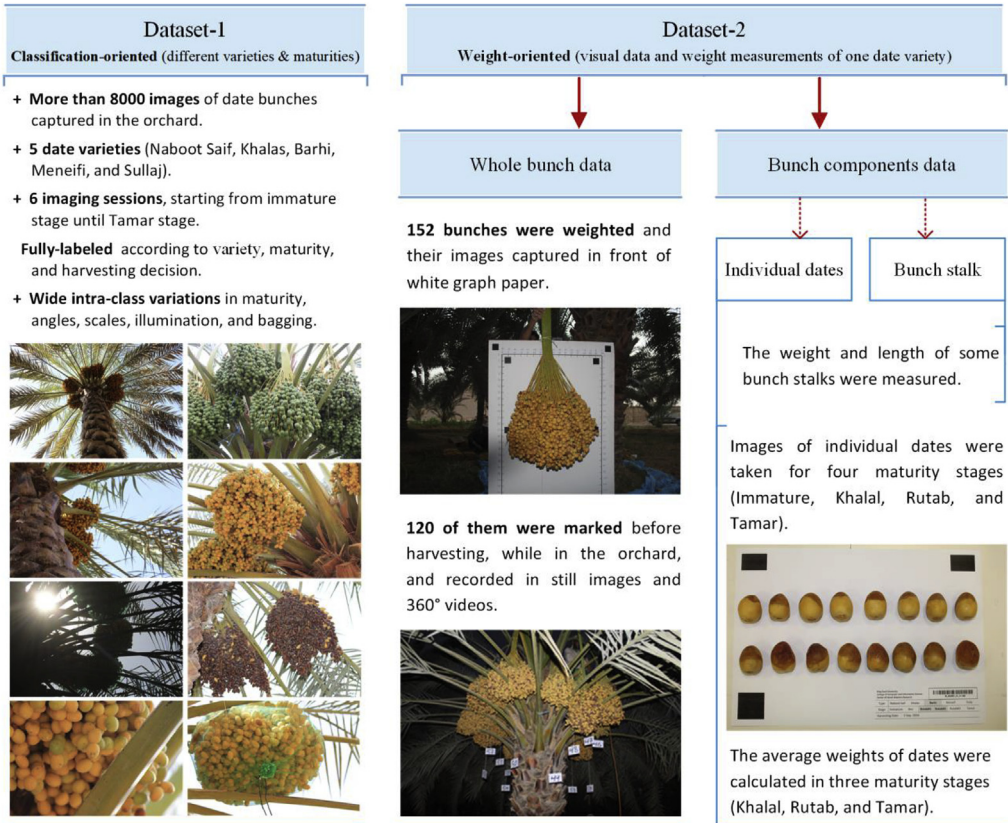 Dataset-1
Classification-oriented (different varieties & maturities)
+ More than 8000 images of date bunches
captured in the orchard.
+ 5 date varieties (Naboot Saif, Khalas, Barhi,
Meneifi, and Sullaj).
+ 6 imaging sessions, starting from immature
stage until Tamar stage.
Fully-labeled according to variety, maturity,
and harvesting decision.
+ Wide intra-class variations in maturity,
angles, scales, illumination, and bagging.
Dataset-2
Weight-oriented (visual data and weight measurements of one date variety)
Whole bunch data
152 bunches were weighted and
their images captured in front of
white graph paper.
120 of them were marked before
harvesting, while in the orchard,
and recorded in still images and
360° videos.
Bunch components data
Individual dates
Bunch stalk
The weight and length of some
bunch stalks were measured.
Images of individual dates were
taken for four maturity stages
(Immature, Khalal, Rutab, and
Tamar).
The average weights of dates were
calculated in three maturity stages
(Khalal, Rutab, and Tamar).